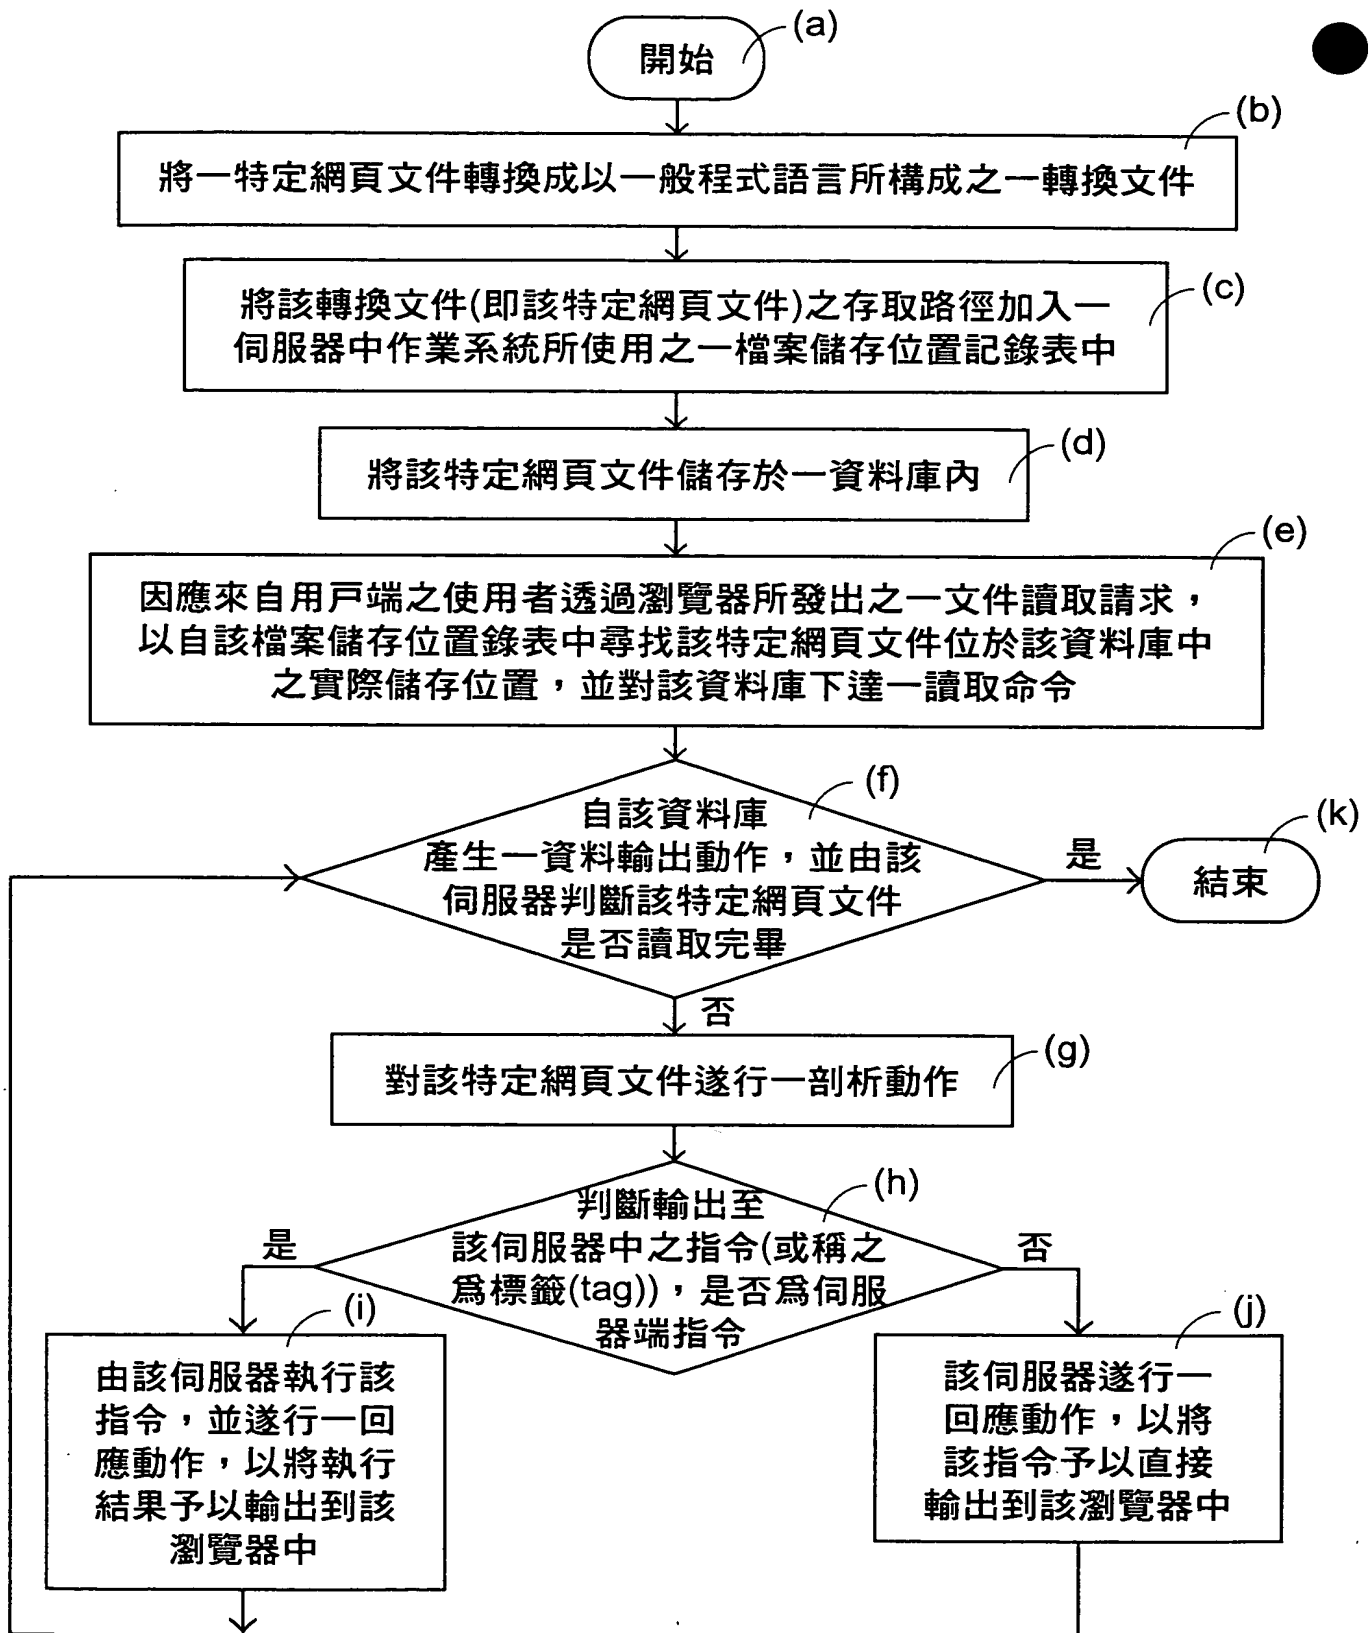 (a)
開始
(b)
將一特定網頁文件轉換成以一般程式語言所構成之一轉換文件
(c)
將該轉換文件(即該特定網頁文件)之存取路徑加入一
伺服器中作業系統所使用之一檔案儲存位置記錄表中
(d)
將該特定網頁文件儲存於一資料庫內
(e)
因應來自用戶端之使用者透過瀏覽器所發出之一文件讀取請求，
以自該檔案儲存位置錄表中尋找該特定網頁文件位於該資料庫中
之實際儲存位置，並對該資料庫下達一讀取命令
(f)
自該資料庫
產生一資料輸出動作，並由該
伺服器判斷該特定網頁文件
是否讀取完畢
是
(k)
結束
否
(g)
對該特定網頁文件遂行一剖析動作
(h)
判斷輸出至
該伺服器中之指令(或稱之
為標籤(tag))，是否為伺服
器端指令
是
否
(i)
由該伺服器執行該
指令，並遂行一回
應動作，以將執行
結果予以輸出到該
瀏覽器中
(j)
該伺服器遂行一
回應動作，以將
該指令予以直接
輸出到該瀏覽器中